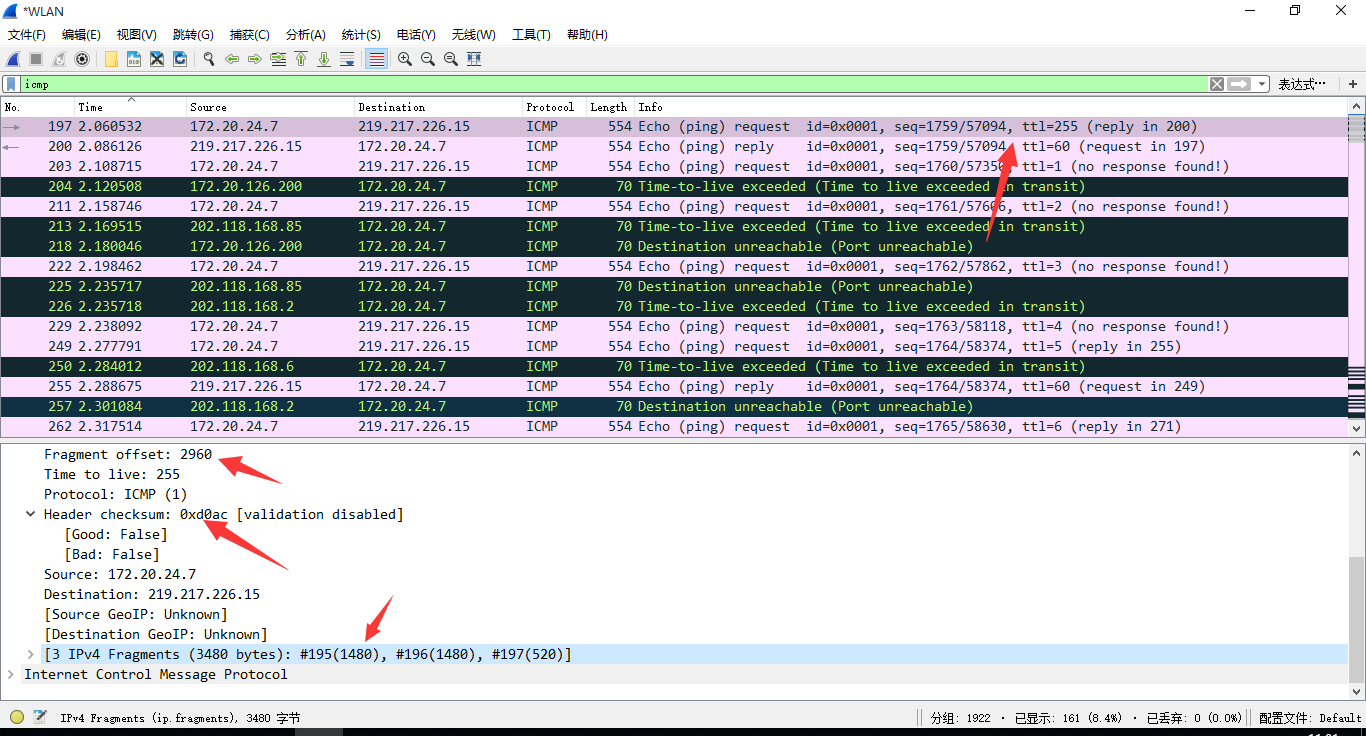 *WLAN
文件(F) 编辑(E) 视图(V) 跳转(G) 捕获(C) 分析(A) 统计(S) 电话(Y) 无线(W) 工具(T) 帮助(H)
icmp 表达式…
No. Time Source Destination Protocol Length Info
197 2.060532 172.20.24.7 219.217.226.15 ICMP 554 Echo (ping) request id=0x0001, seq=1759/57094, ttl=255 (reply in 200)
200 2.086126 219.217.226.15 172.20.24.7 ICMP 554 Echo (ping) reply id=0x0001, seq=1759/57094, ttl=60 (request in 197)
203 2.108715 172.20.24.7 219.217.226.15 ICMP 554 Echo (ping) request id=0x0001, seq=1760/57350, ttl=1 (no response found!)
204 2.120508 172.20.126.200 172.20.24.7 ICMP 70 Time-to-live exceeded (Time to live exceeded in transit)
211 2.158746 172.20.24.7 219.217.226.15 ICMP 554 Echo (ping) request id=0x0001, seq=1761/57606, ttl=2 (no response found!)
213 2.169515 202.118.168.85 172.20.24.7 ICMP 70 Time-to-live exceeded (Time to live exceeded in transit)
218 2.180046 172.20.126.200 172.20.24.7 ICMP 70 Destination unreachable (Port unreachable)
222 2.198462 172.20.24.7 219.217.226.15 ICMP 554 Echo (ping) request id=0x0001, seq=1762/57862, ttl=3 (no response found!)
225 2.235717 202.118.168.85 172.20.24.7 ICMP 70 Destination unreachable (Port unreachable)
226 2.235718 202.118.168.2 172.20.24.7 ICMP 70 Time-to-live exceeded (Time to live exceeded in transit)
229 2.238092 172.20.24.7 219.217.226.15 ICMP 554 Echo (ping) request id=0x0001, seq=1763/58118, ttl=4 (no response found!)
249 2.277791 172.20.24.7 219.217.226.15 ICMP 554 Echo (ping) request id=0x0001, seq=1764/58374, ttl=5 (reply in 255)
250 2.284012 202.118.168.6 172.20.24.7 ICMP 70 Time-to-live exceeded (Time to live exceeded in transit)
255 2.288675 219.217.226.15 172.20.24.7 ICMP 554 Echo (ping) reply id=0x0001, seq=1764/58374, ttl=60 (request in 249)
257 2.301084 202.118.168.2 172.20.24.7 ICMP 70 Destination unreachable (Port unreachable)
262 2.317514 172.20.24.7 219.217.226.15 ICMP 554 Echo (ping) request id=0x0001, seq=1765/58630, ttl=6 (reply in 271)
Fragment offset: 2960
Time to live: 255
Protocol: ICMP (1)
Header checksum: 0xd0ac [validation disabled]
[Good: False]
[Bad: False]
Source: 172.20.24.7
Destination: 219.217.226.15
[Source GeoIP: Unknown]
[Destination GeoIP: Unknown]
[3 IPv4 Fragments (3480 bytes): #195(1480), #196(1480), #197(520)]
Internet Control Message Protocol
IPv4 Fragments (ip.fragments), 3480 字节 分组: 1922 · 已显示: 161 (8.4%) · 已丢弃: 0 (0.0%) 配置文件: Default